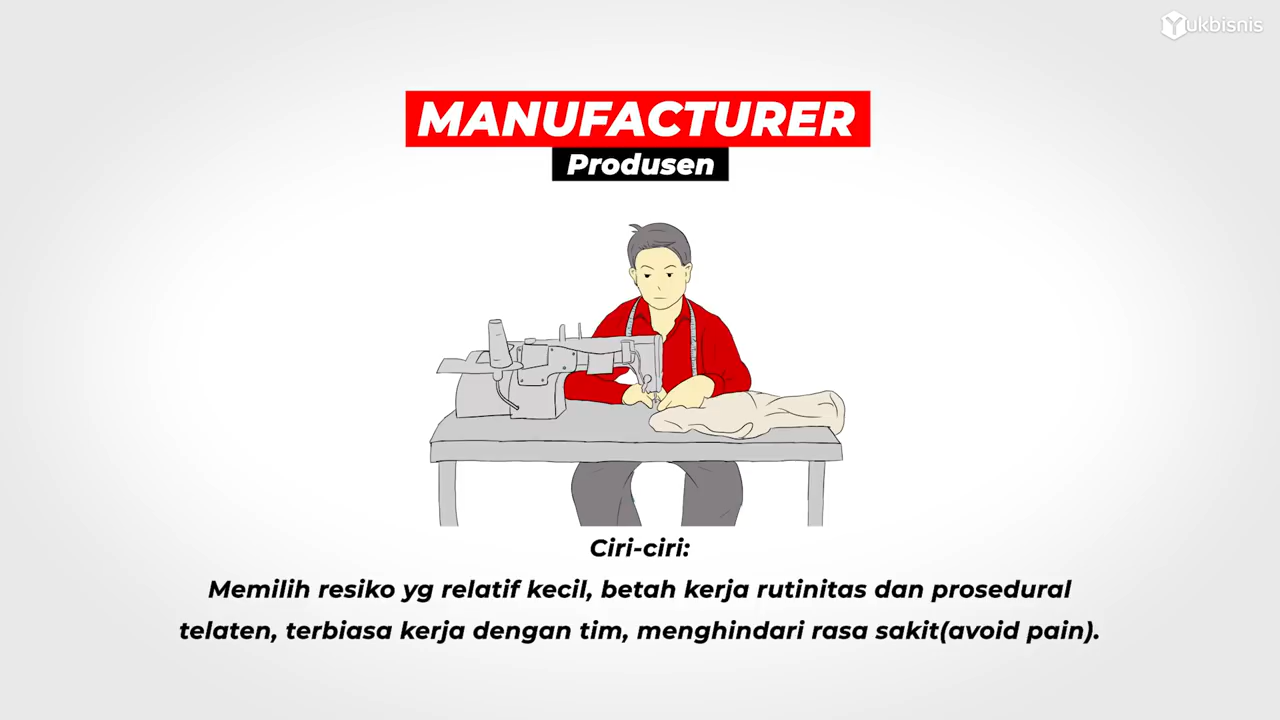 Yukbisnis
MANUFACTURER
Produsen
Ciri-ciri:
Memilih resiko yg relatif kecil, betah kerja rutinitas dan prosedural
telaten, terbiasa kerja dengan tim, menghindari rasa sakit(avoid pain).